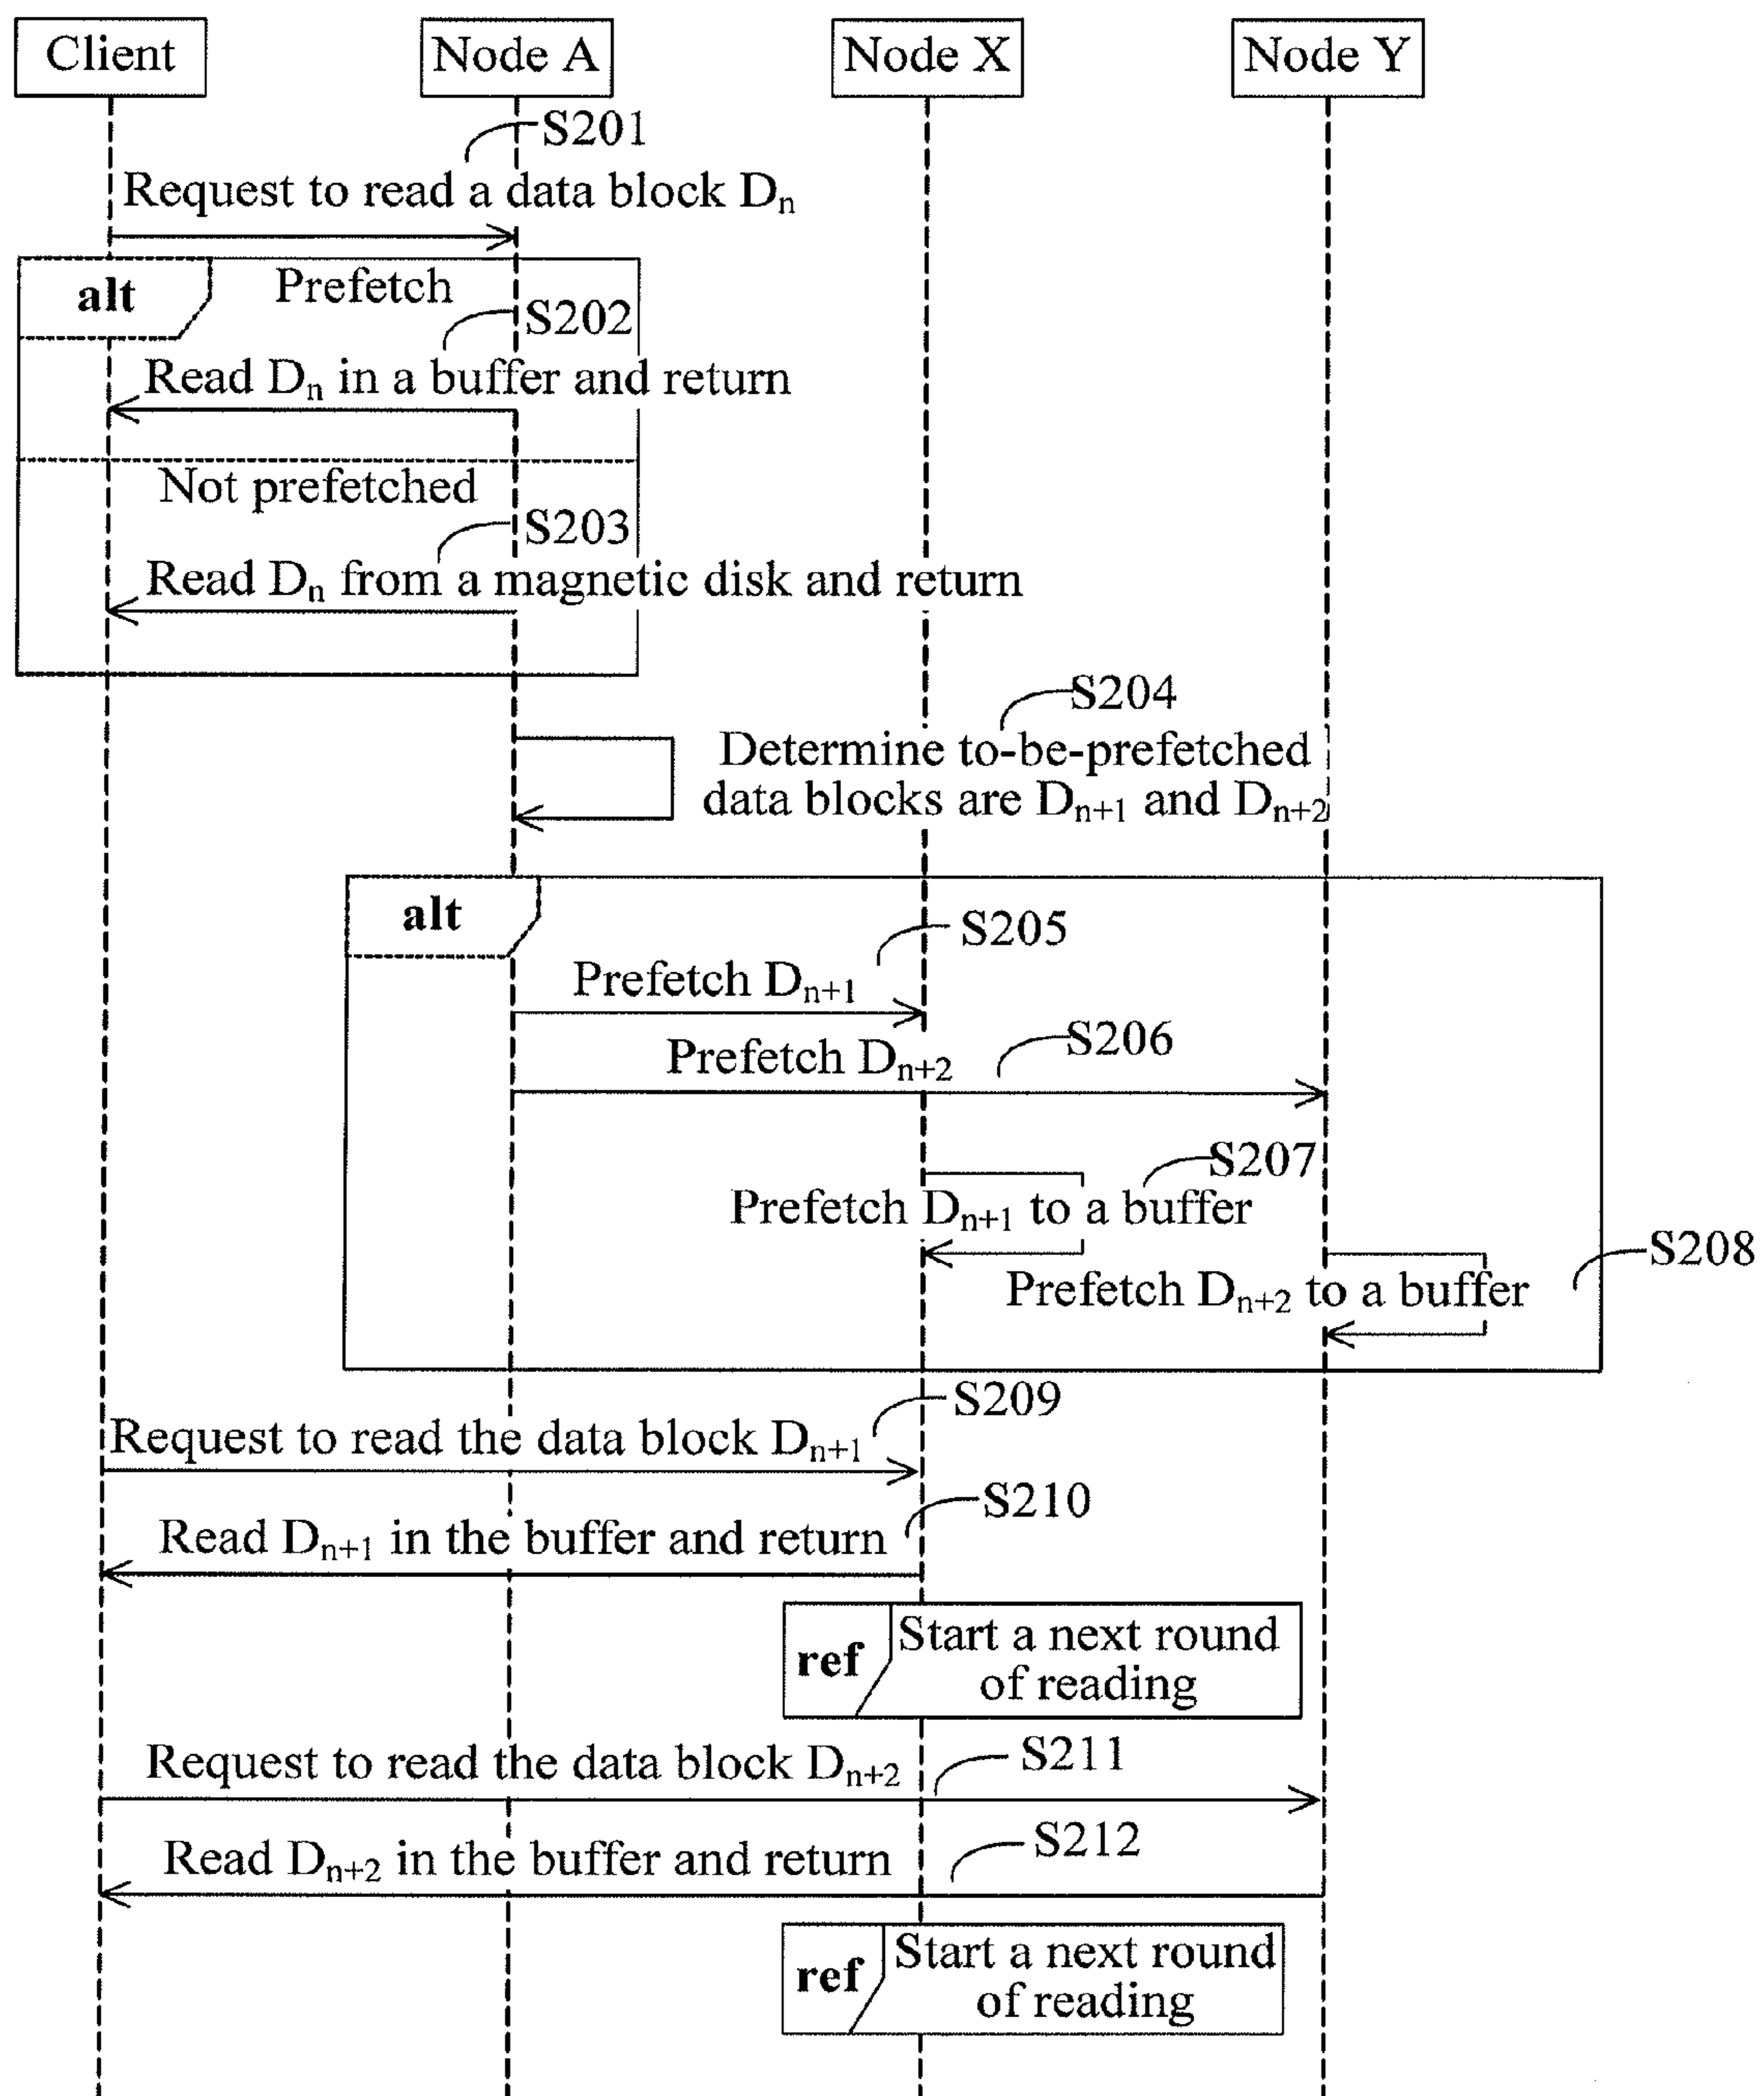 Client
Node A
Node X
Node Y
S201
Request to read a data block Dn
alt
Prefetch
S202
Read Dn in a buffer and return
Not prefetched
S203
Read Dn from a magnetic disk and return
S204
Determine to-be-prefetched
data blocks are Dn+1 and Dn+2
alt
S205
Prefetch Dn+1
S206
Prefetch Dn+2
S207
Prefetch Dn+1 to a buffer
S208
Prefetch Dn+2 to a buffer
S209
Request to read the data block Dn+1
S210
Read Dn+1 in the buffer and return
ref
Start a next round
of reading
S211
Request to read the data block Dn+2
S212
Read Dn+2 in the buffer and return
ref
Start a next round
of reading